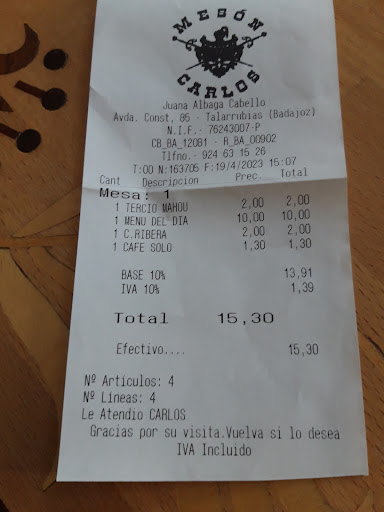 MESÓN
CARLOS
Juana Albaga Cabello
Avda. Const, 85 - Talarrubias (Badajoz)
N.I.F.- 76243007-P
CB_BA_12081 - R_BA_00902
Tlfno.- 924 63 15 26
T:00 N:163705 F:19/4/2023 15:07
Cant Descripcion Prec. Total
Mesa: 1
1 TERCIO MAHOU 2,00 2,00
1 MENU DEL DIA 10,00 10,00
1 C.RIBERA 2,00 2,00
1 CAFE SOLO 1,30 1,30
BASE 10% 13,91
IVA 10% 1,39
Total 15,30
Efectivo.... 15,30
Nº Articulos: 4
Nº Líneas: 4
Le Atendio CARLOS
Gracias por su visita.Vuelva si lo desea
IVA Incluido